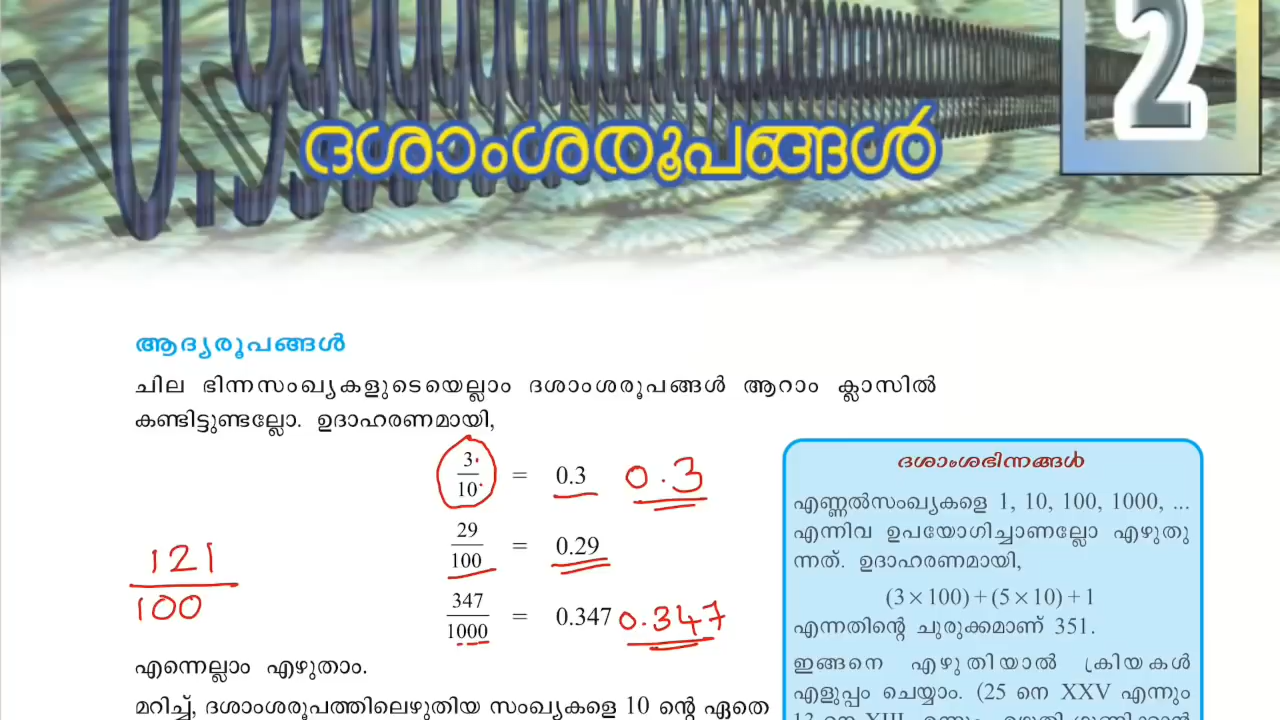 2
ദശാംശരൂപങ്ങൾ
ആദ്യരൂപങ്ങൾ
ചില ഭിന്നസംഖ്യകളുടെയെല്ലാം ദശാംശരൂപങ്ങൾ ആറാം ക്ലാസിൽ
കണ്ടിട്ടുണ്ടല്ലോ. ഉദാഹരണമായി,
3/10 = 0.3 0.3
29/100 = 0.29
121/100
347/1000 = 0.347 0.347
എന്നെല്ലാം എഴുതാം.
മറിച്ച്, ദശാംശരൂപത്തിലെഴുതിയ സംഖ്യകളെ 10 ന്റെ ഏതെ
ദശാംശഭിന്നങ്ങൾ
എണ്ണൽസംഖ്യകളെ 1, 10, 100, 1000, ...
എന്നിവ ഉപയോഗിച്ചാണല്ലോ എഴുതു
ന്നത്. ഉദാഹരണമായി,
(3 × 100) + (5 × 10) + 1
എന്നതിന്റെ ചുരുക്കമാണ് 351.
ഇങ്ങനെ എഴുതിയാൽ ക്രിയകൾ
എളുപ്പം ചെയ്യാം. (25 നെ XXV എന്നും